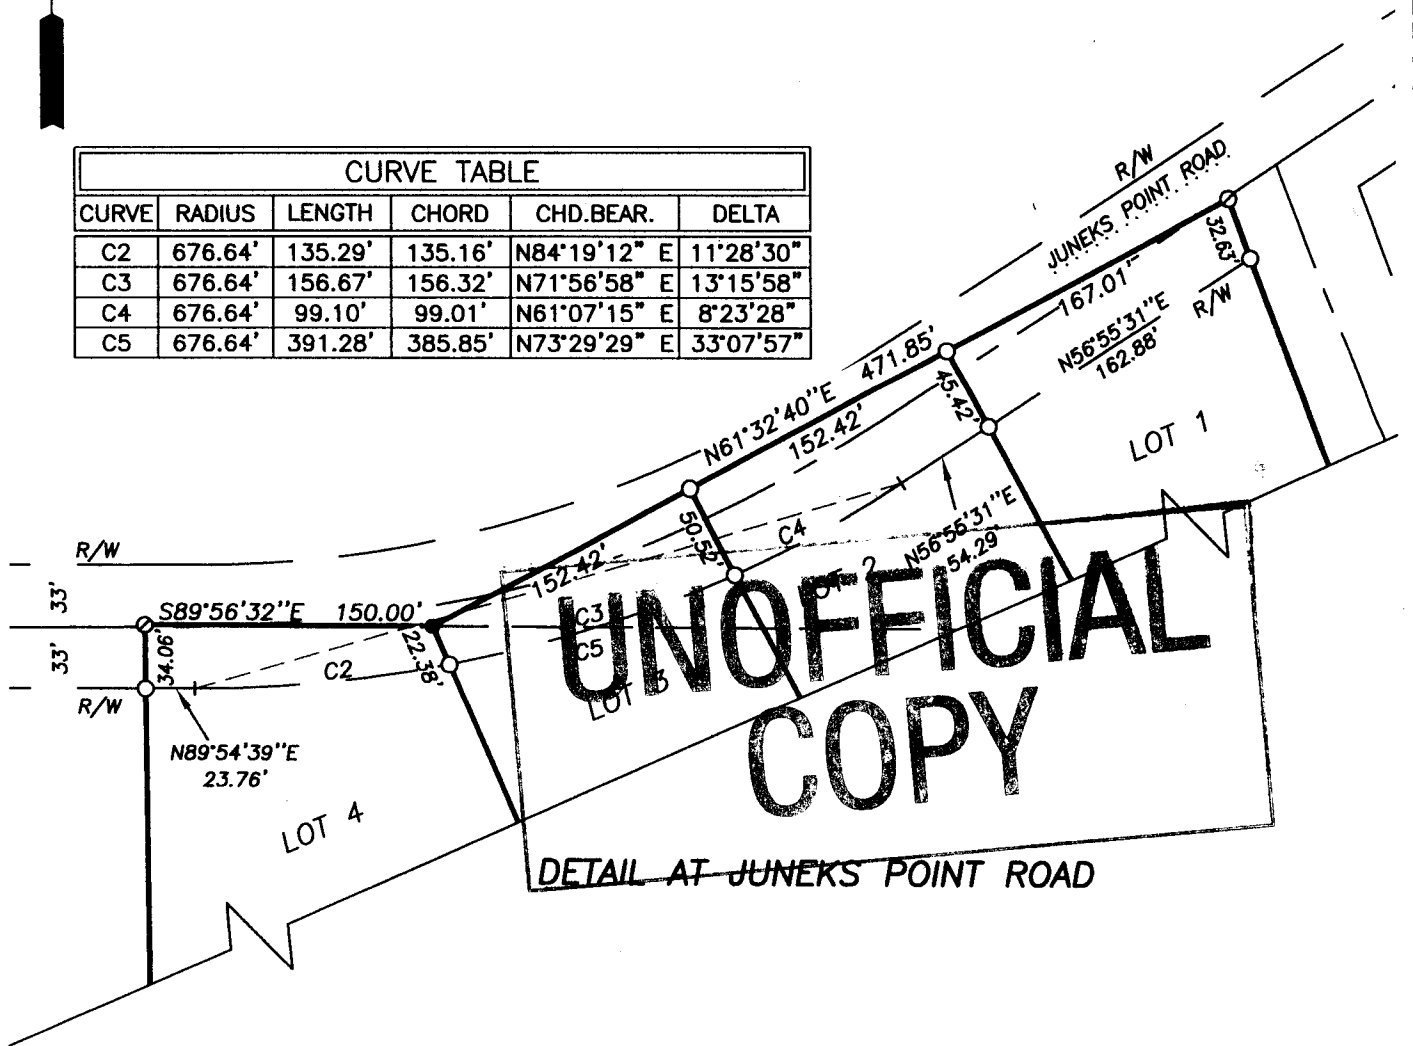 CURVE TABLE
CURVE RADIUS LENGTH CHORD CHD.BEAR. DELTA
C2 676.64' 135.29' 135.16' N84°19'12" E 11°28'30"
C3 676.64' 156.67' 156.32' N71°56'58" E 13°15'58"
C4 676.64' 99.10' 99.01' N61°07'15" E 8°23'28"
C5 676.64' 391.28' 385.85' N73°29'29" E 33°07'57"
R/W
JUNEKS POINT ROAD
32.63'
167.01'
R/W
N56°55'31"E
162.88'
471.85'
N61°32'40"E
152.42'
45.42'
LOT 1
50.52'
C4
N56°55'31"E
54.29'
LOT 2
152.42'
R/W
33'
S89°56'32"E 150.00'
C3
C5
33'
34.06'
22.38'
C2
R/W
LOT 3
N89°54'39"E
23.76'
LOT 4
UNOFFICIAL
COPY
DETAIL AT JUNEKS POINT ROAD